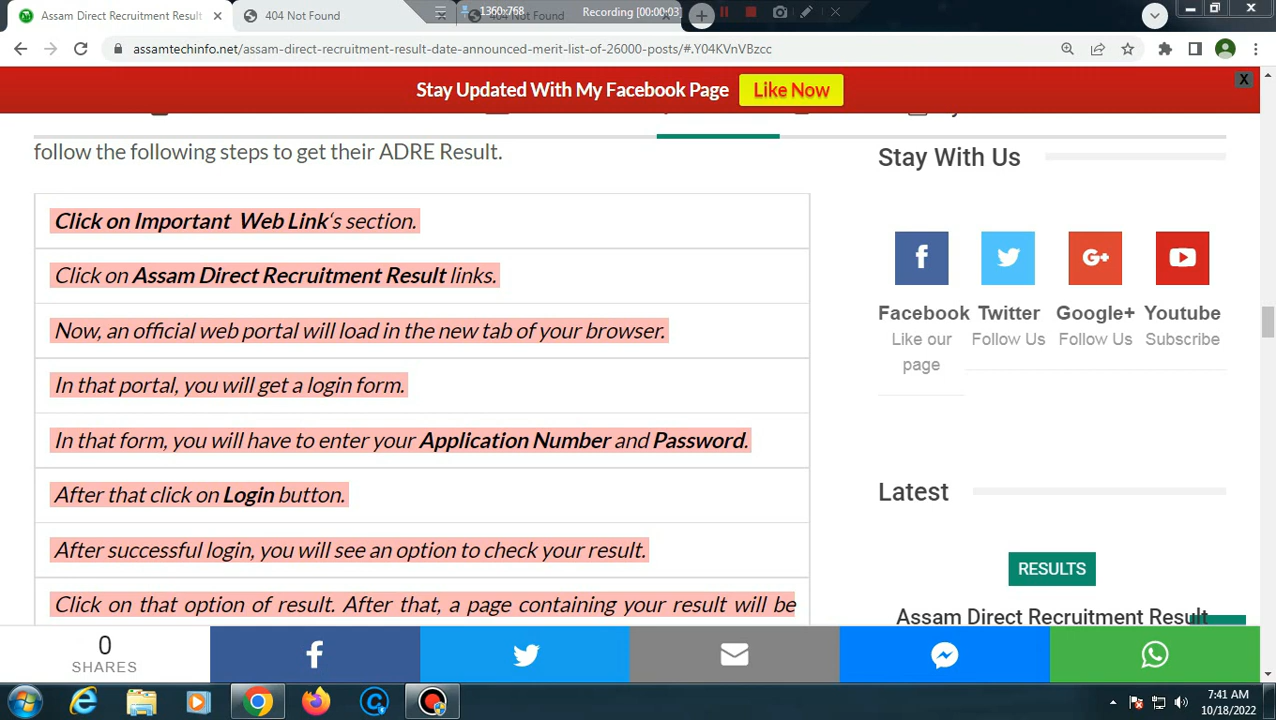 Assam Direct Recruitment Result
404 Not Found
404 Not Found
1360x768
Recording [00:00:03]
assamtechinfo.net/assam-direct-recruitment-result-date-announced-merit-list-of-26000-posts/#.Y04KVnVBzcc
Stay Updated With My Facebook Page
Like Now
X
follow the following steps to get their ADRE Result.
Click on Important Web Link's section.
Click on Assam Direct Recruitment Result links.
Now, an official web portal will load in the new tab of your browser.
In that portal, you will get a login form.
In that form, you will have to enter your Application Number and Password.
After that click on Login button.
After successful login, you will see an option to check your result.
Click on that option of result. After that, a page containing your result will be
Stay With Us
Facebook
Like our
page
Twitter
Follow Us
Google+
Follow Us
Youtube
Subscribe
Latest
RESULTS
Assam Direct Recruitment Result
0
SHARES
7:41 AM
10/18/2022